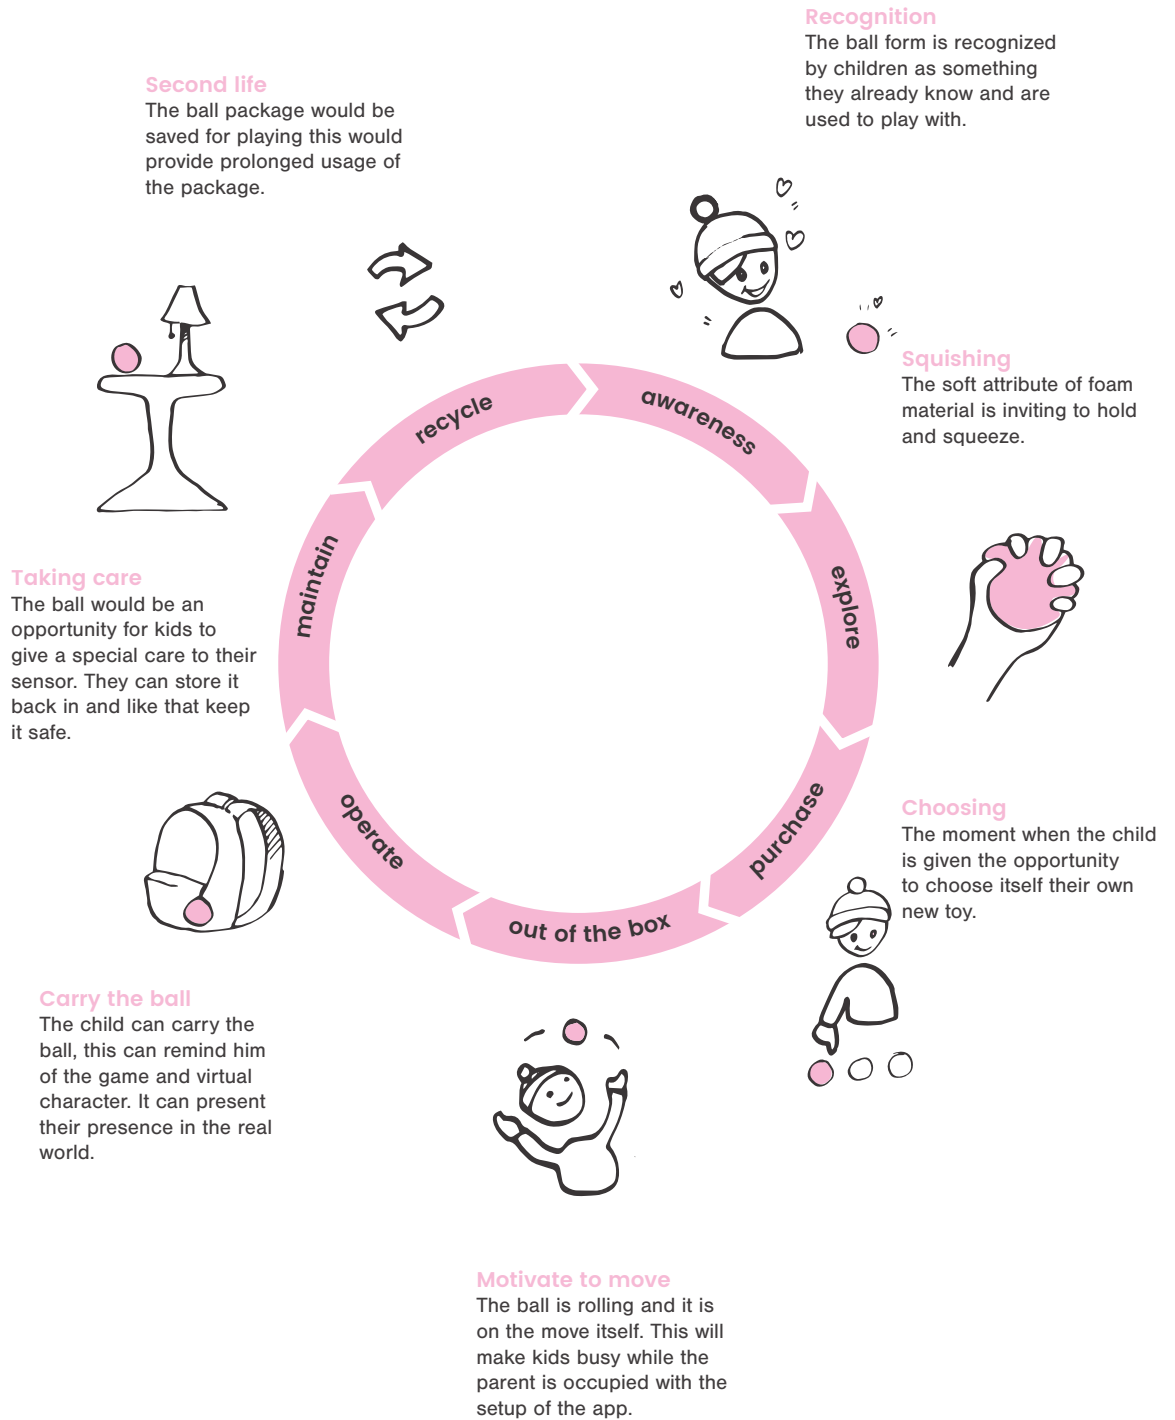 Recognition
The ball form is recognized
by children as something
they already know and are
used to play with.
Second life
The ball package would be
saved for playing this would
provide prolonged usage of
the package.
Squishing
The soft attribute of foam
material is inviting to hold
and squeeze.
recycle
awareness
explore
purchase
out of the box
operate
maintain
Taking care
The ball would be an
opportunity for kids to
give a special care to their
sensor. They can store it
back in and like that keep
it safe.
Choosing
The moment when the child
is given the opportunity
to choose itself their own
new toy.
Carry the ball
The child can carry the
ball, this can remind him
of the game and virtual
character. It can present
their presence in the real
world.
Motivate to move
The ball is rolling and it is
on the move itself. This will
make kids busy while the
parent is occupied with the
setup of the app.